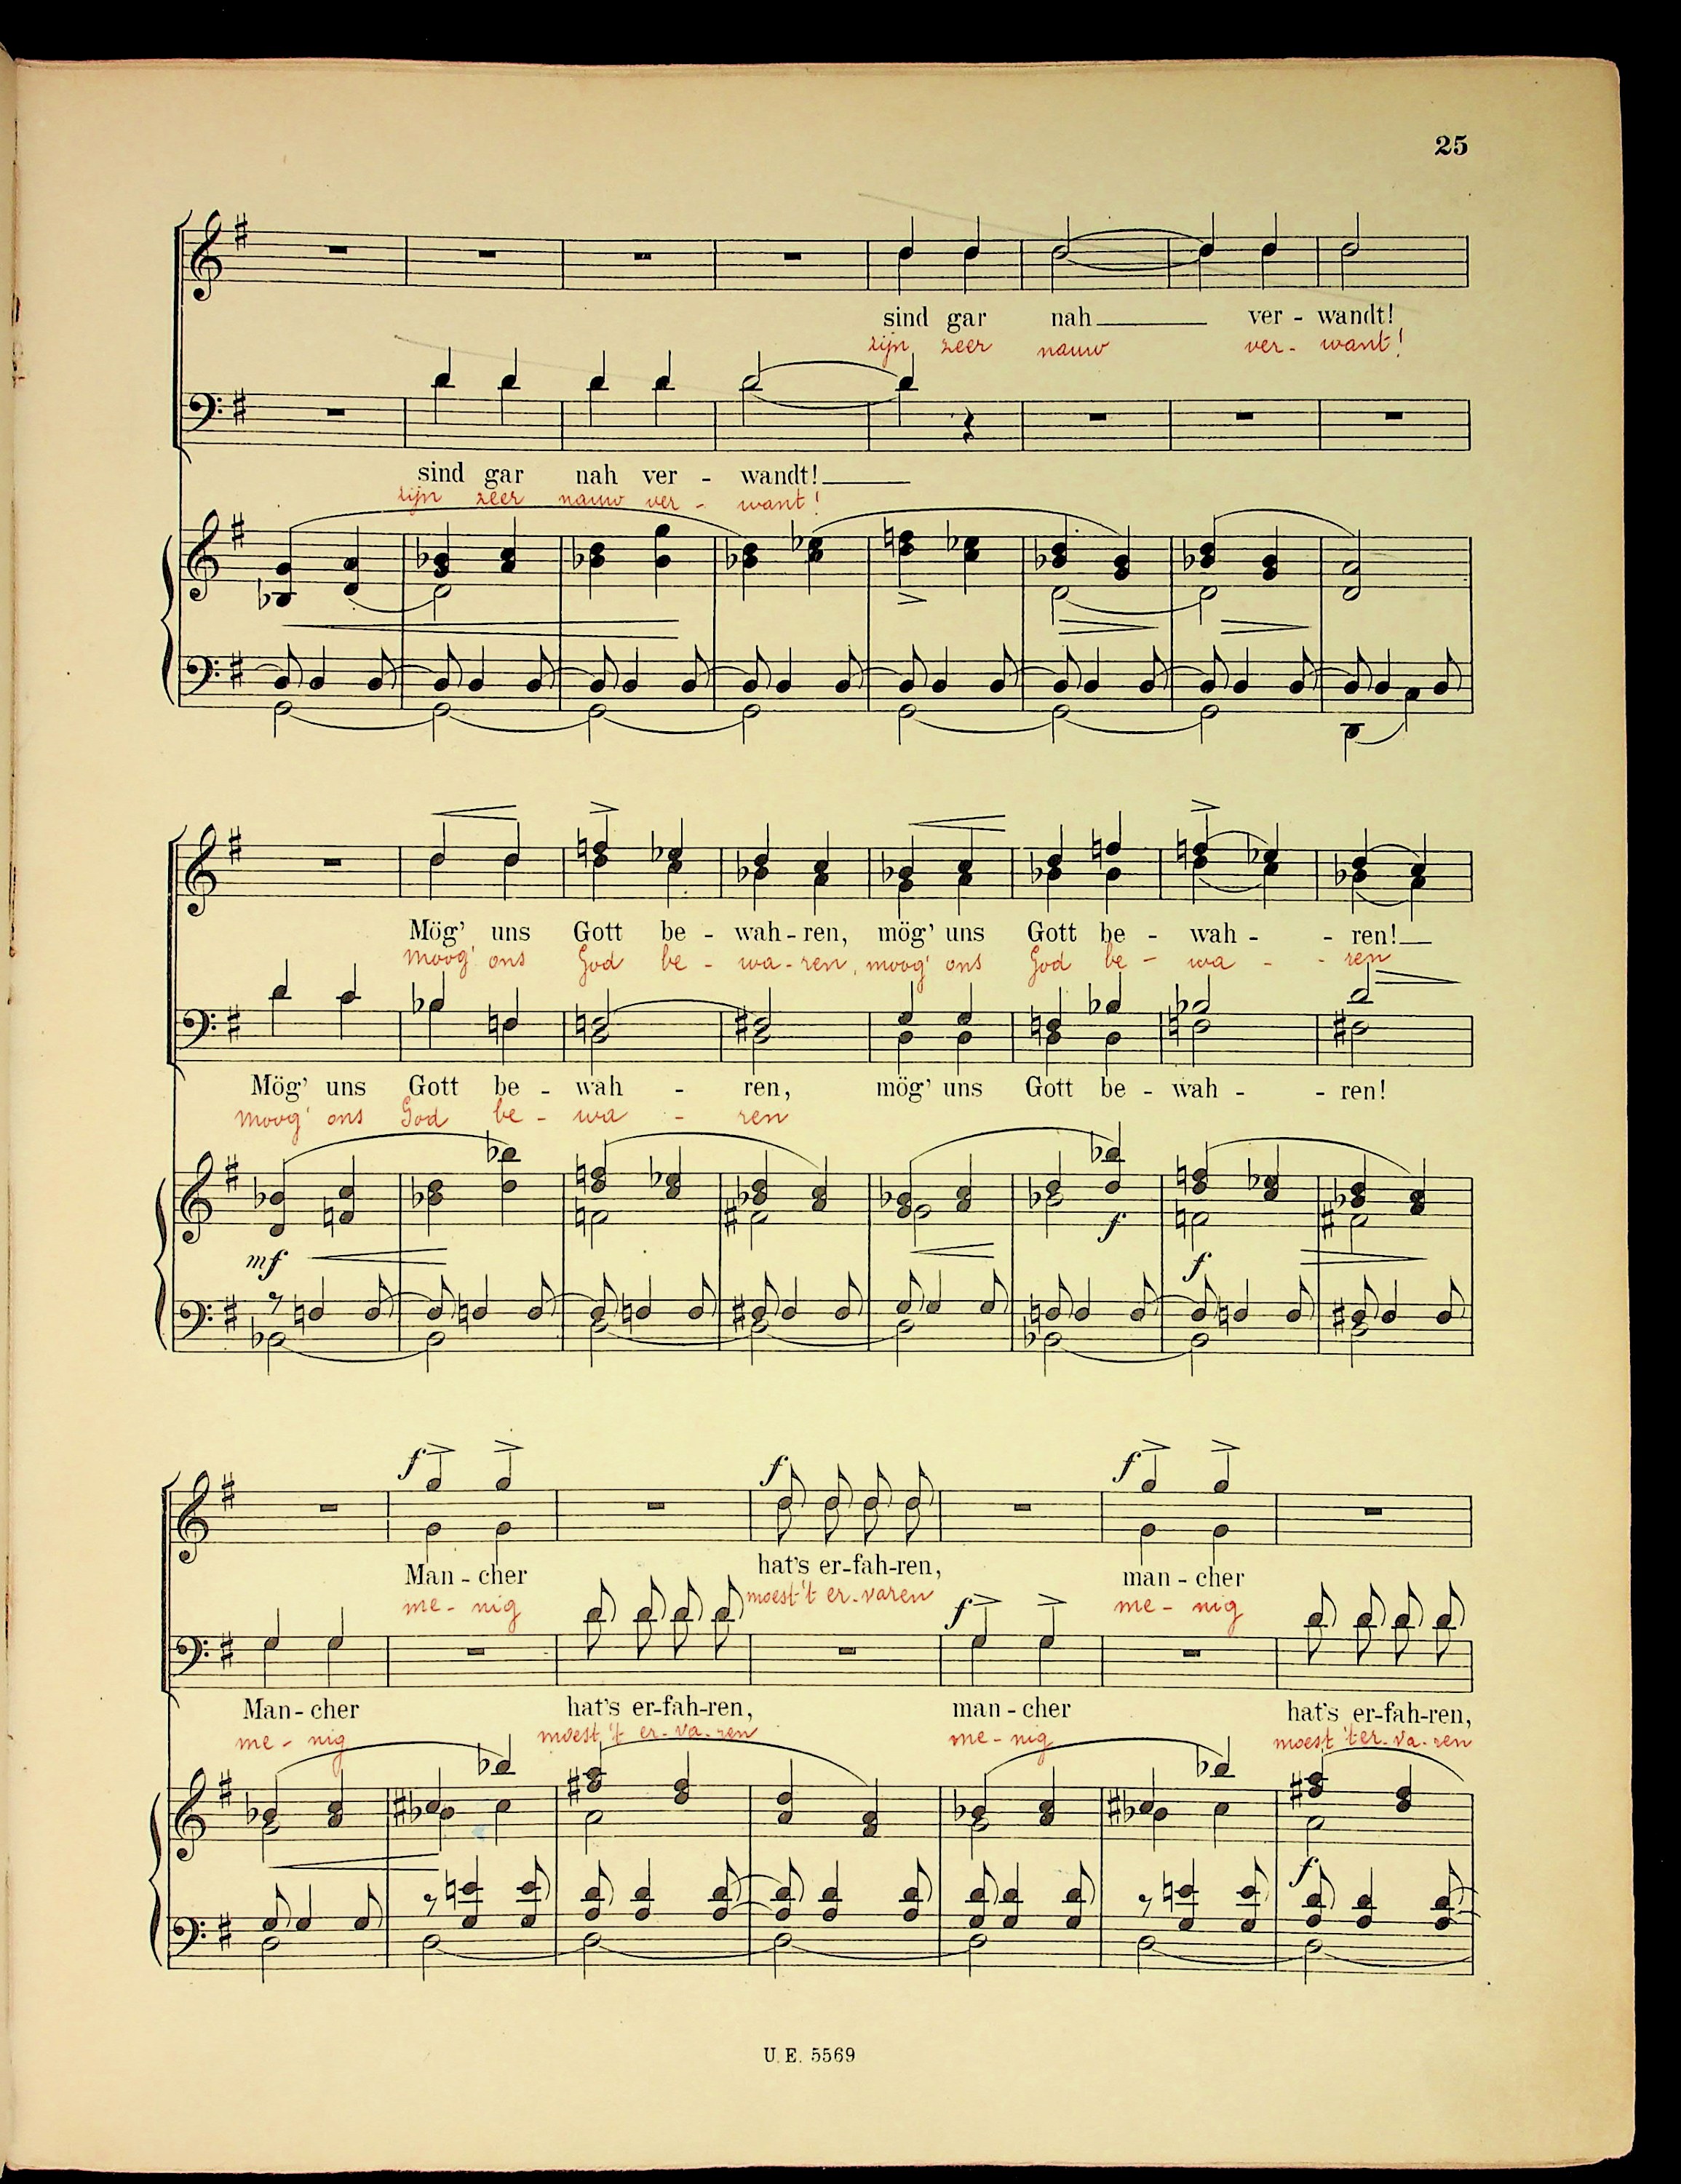 25
sind gar nah ver - wandt!
zijn zeer nauw ver - want!
sind gar nah ver - wandt!
zijn zeer nauw ver - want!
Mög' uns Gott be - wah - ren, mög' uns Gott be - wah - - ren!
moog' ons God be - wa - ren, moog' ons God be - wa - - ren
Mög' uns Gott be - wah - ren, mög' uns Gott be - wah - - ren!
moog' ons God be - wa - ren
mf f f
f f f
Man - cher hat's er-fah-ren, man - cher
me - nig moest 't er-varen me - nig
f
Man - cher hat's er-fah-ren, man - cher hat's er-fah-ren,
me - nig moest 't er-va-ren me - nig moest 't er-va-ren
f
U. E. 5569